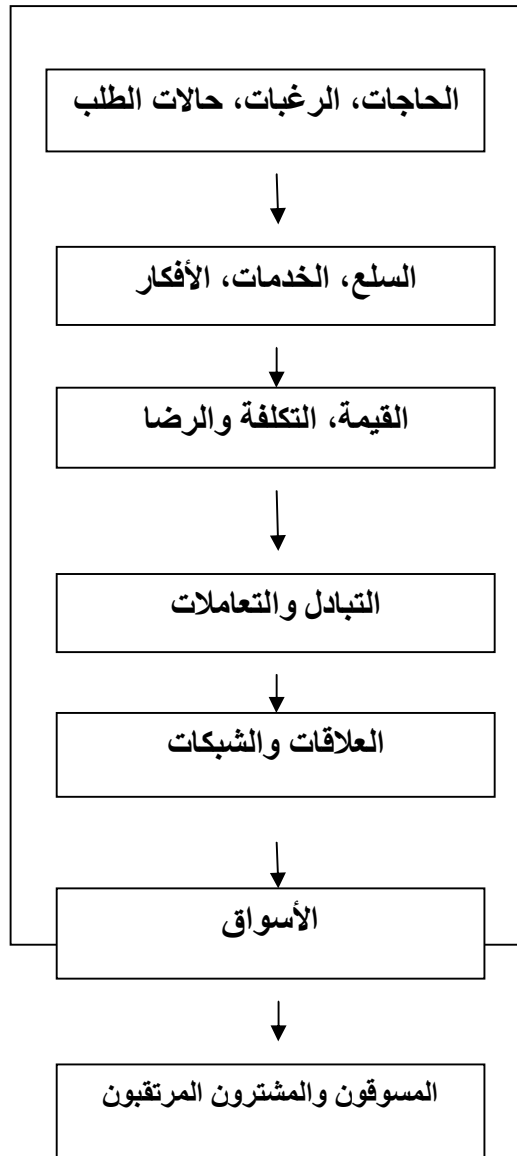 الحاجات، الرغبات، حالات الطلب
السلع، الخدمات، الأفكار
القيمة، التكلفة والرضا
التبادل والتعاملات
العلاقات والشبكات
الأسواق
المسوقون والمشترون المرتقبون